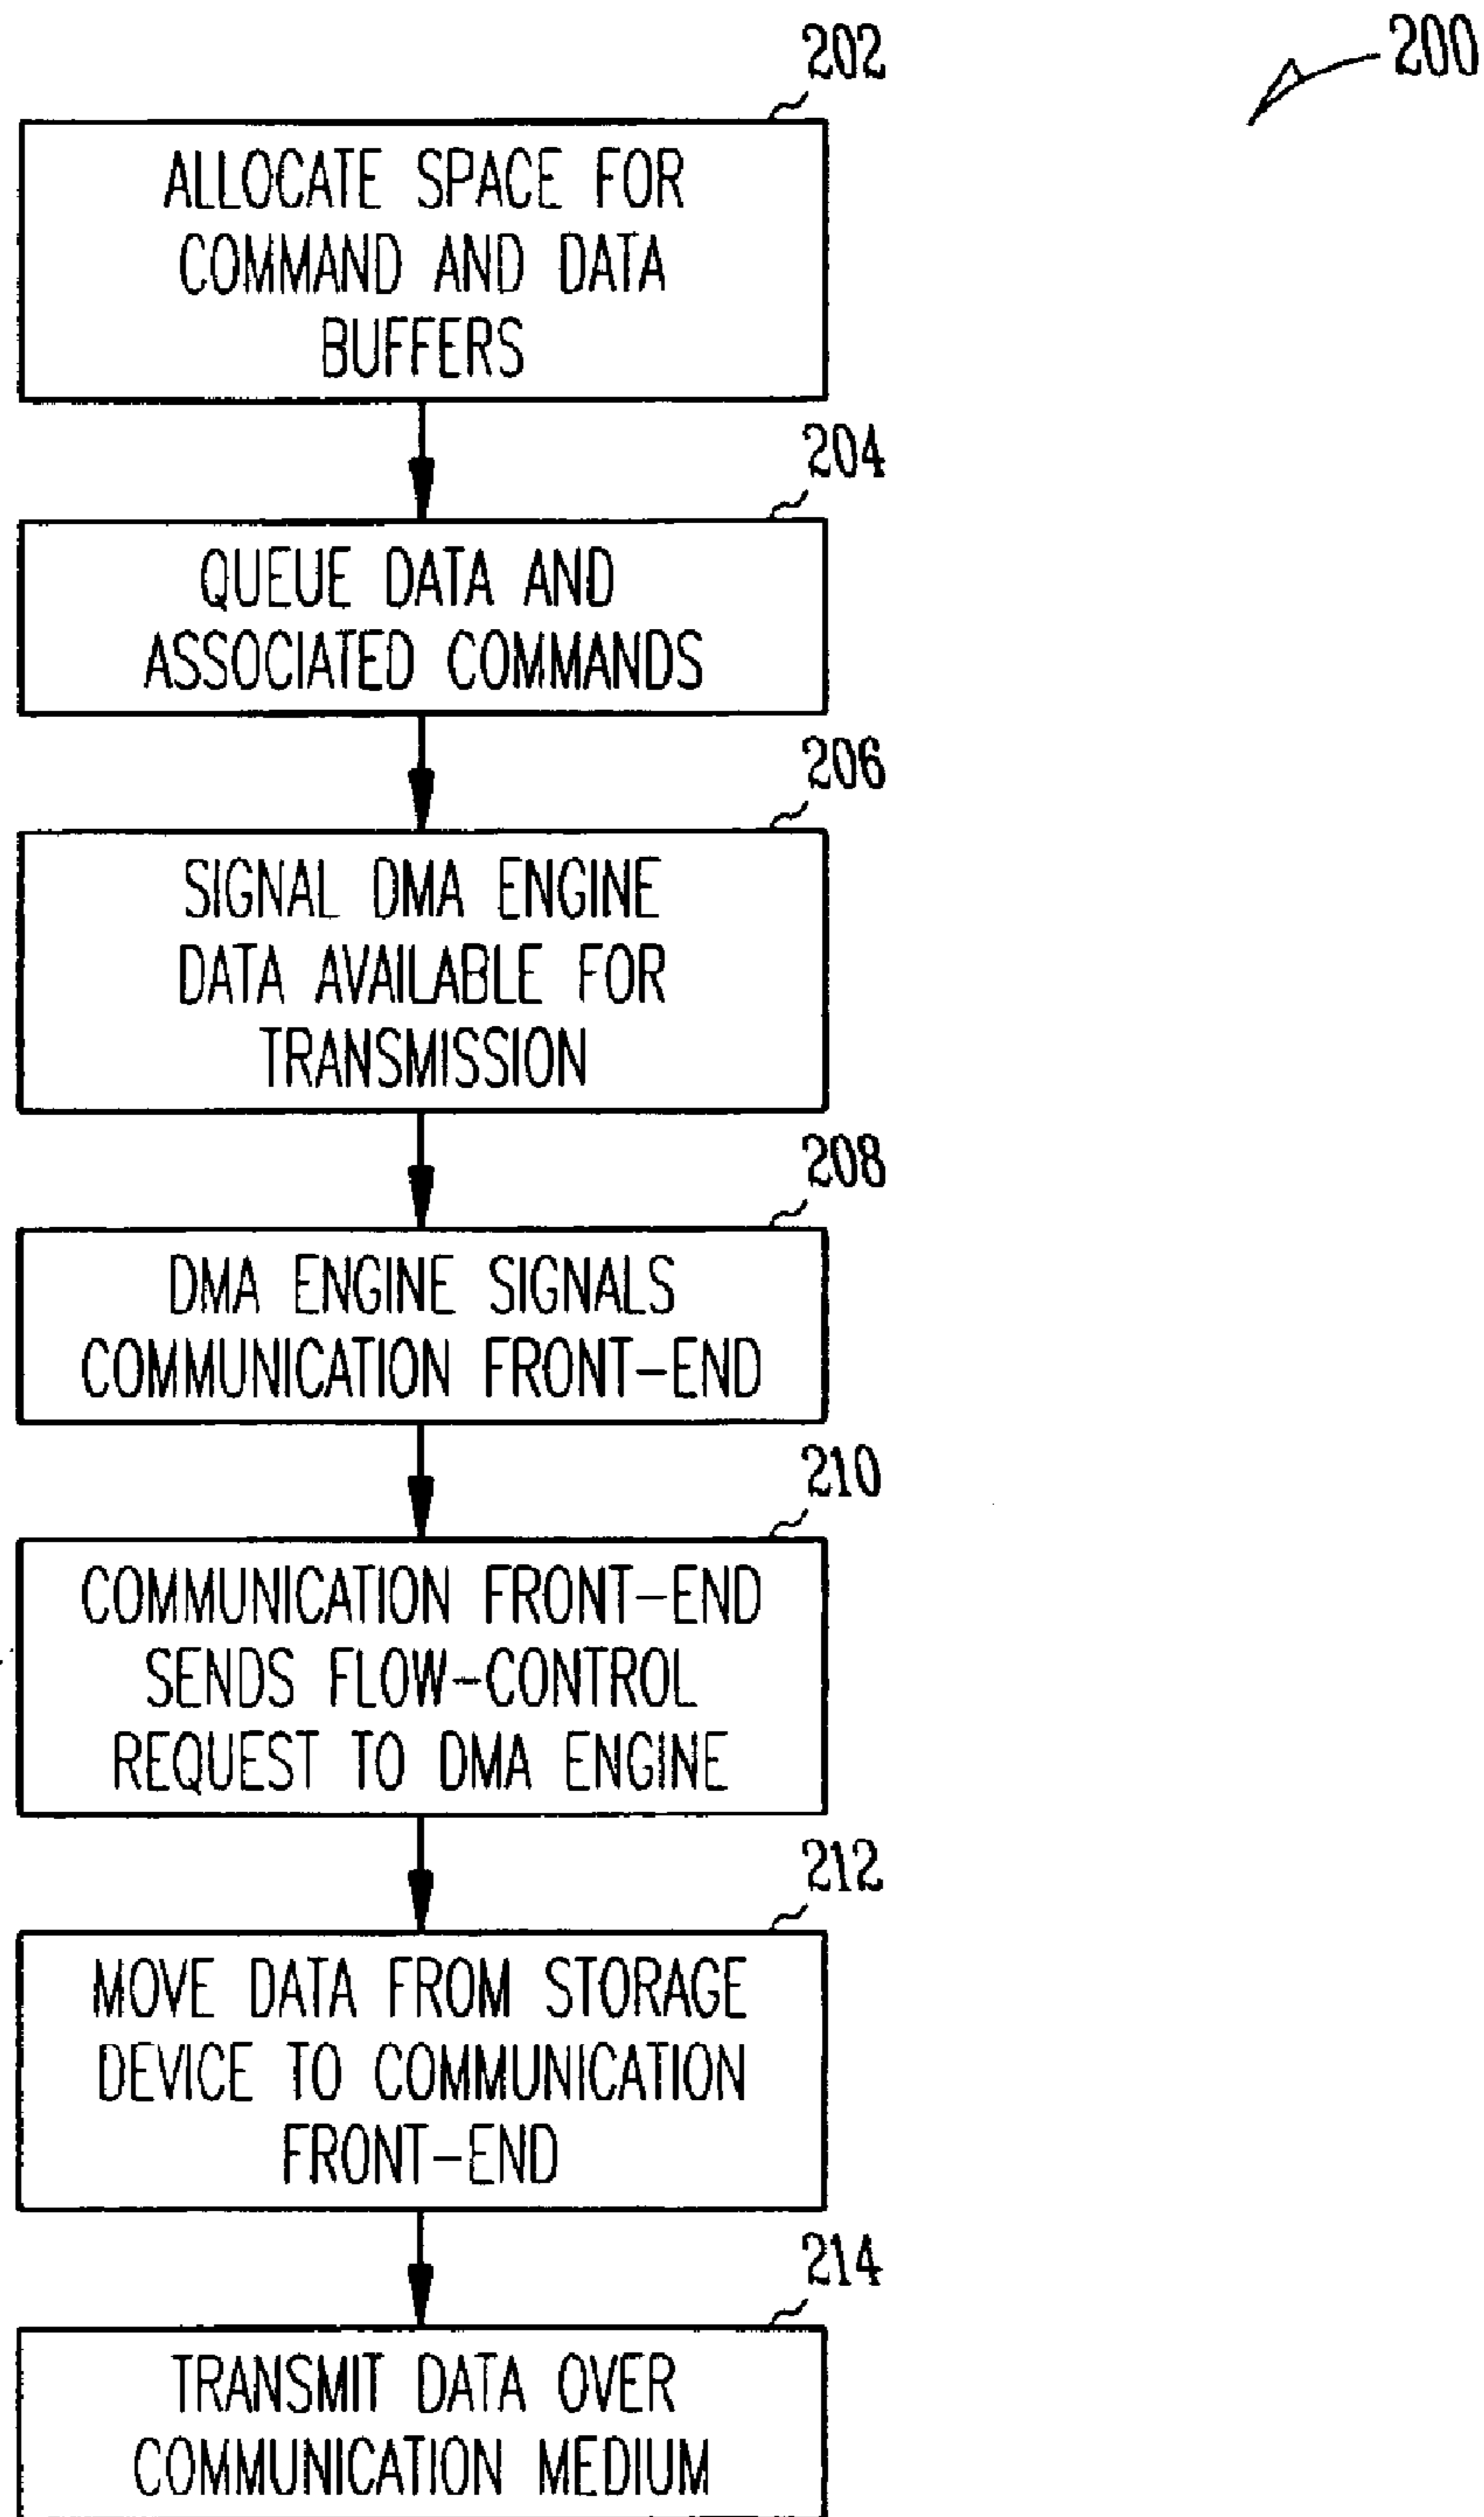 200
202
ALLOCATE SPACE FOR
COMMAND AND DATA
BUFFERS
204
QUEUE DATA AND
ASSOCIATED COMMANDS
206
SIGNAL DMA ENGINE
DATA AVAILABLE FOR
TRANSMISSION
208
DMA ENGINE SIGNALS
COMMUNICATION FRONT-END
210
COMMUNICATION FRONT-END
SENDS FLOW-CONTROL
REQUEST TO DMA ENGINE
212
MOVE DATA FROM STORAGE
DEVICE TO COMMUNICATION
FRONT-END
214
TRANSMIT DATA OVER
COMMUNICATION MEDIUM